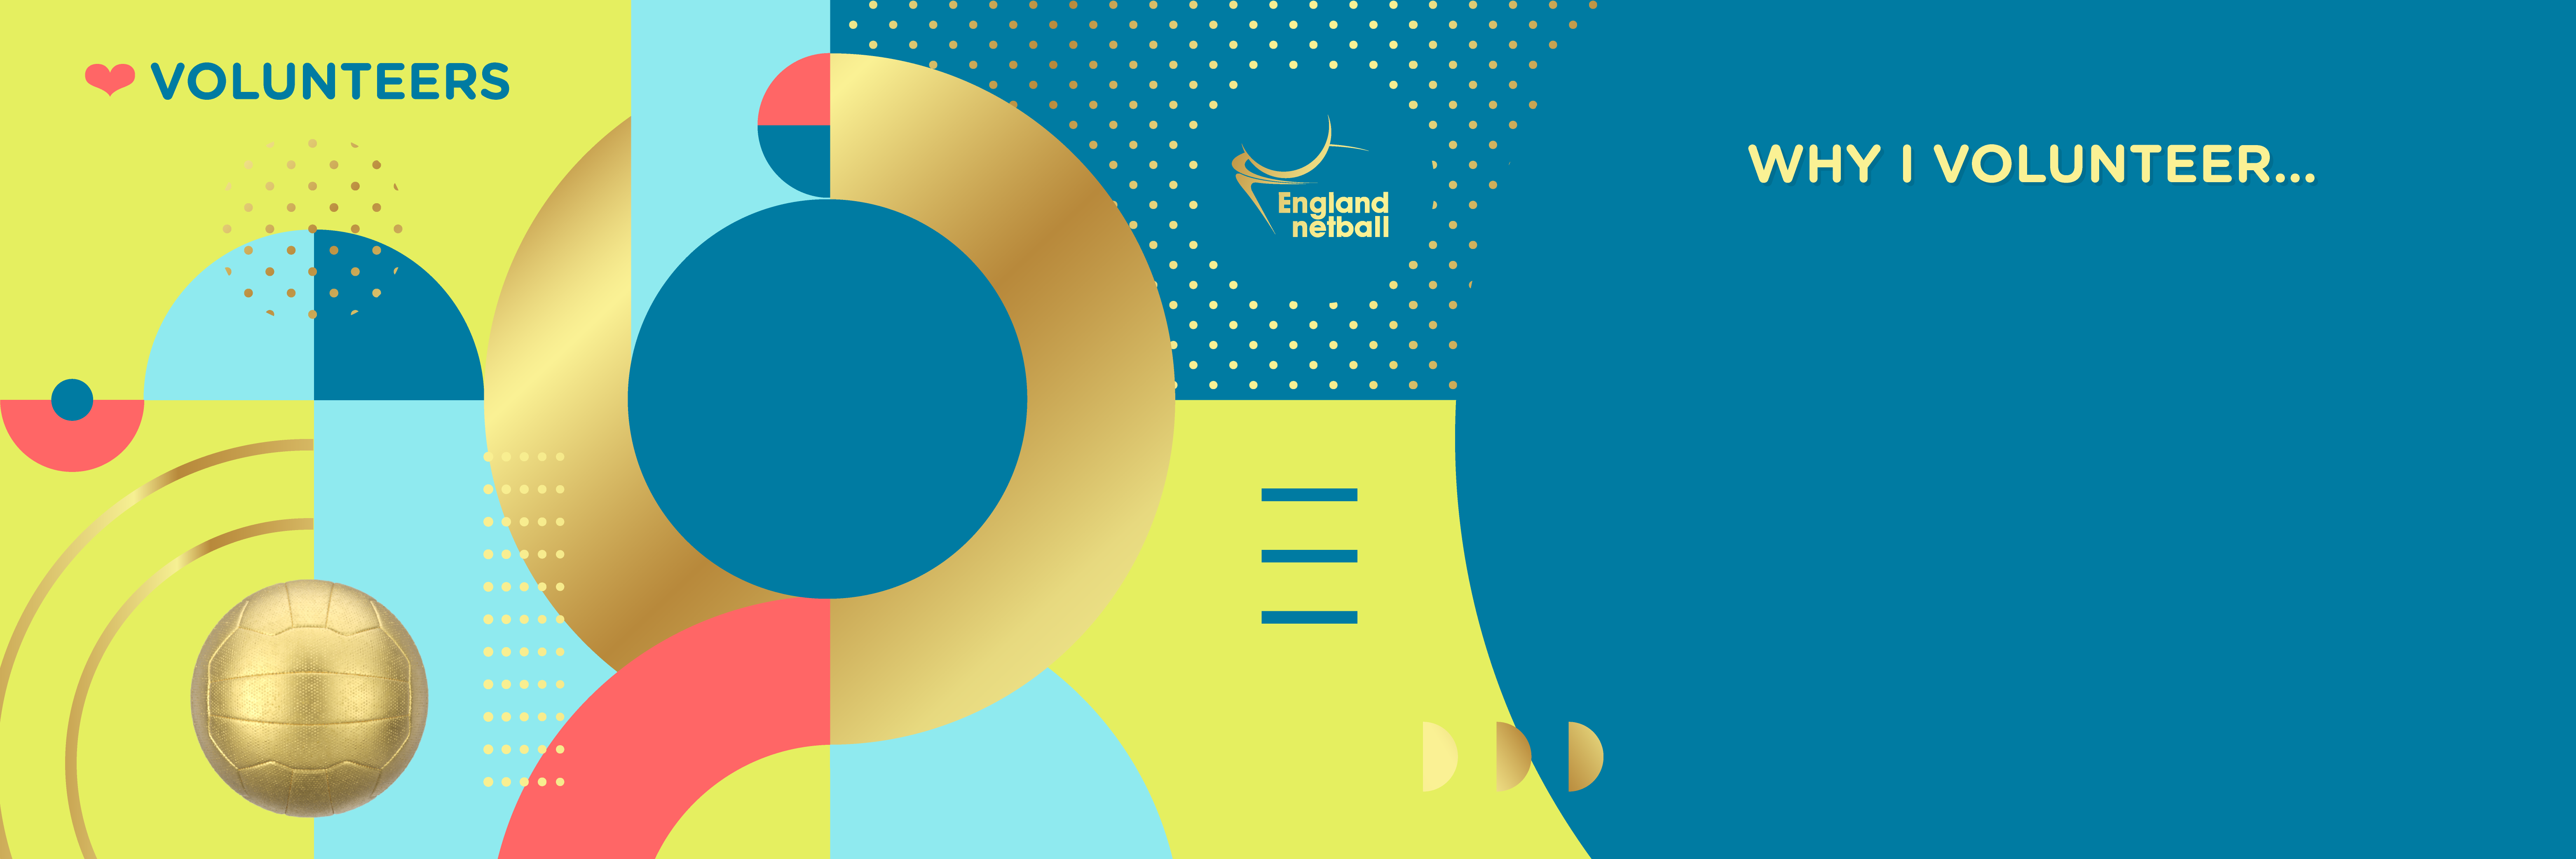 ❤ VOLUNTEERS
England
netball
WHY I VOLUNTEER...